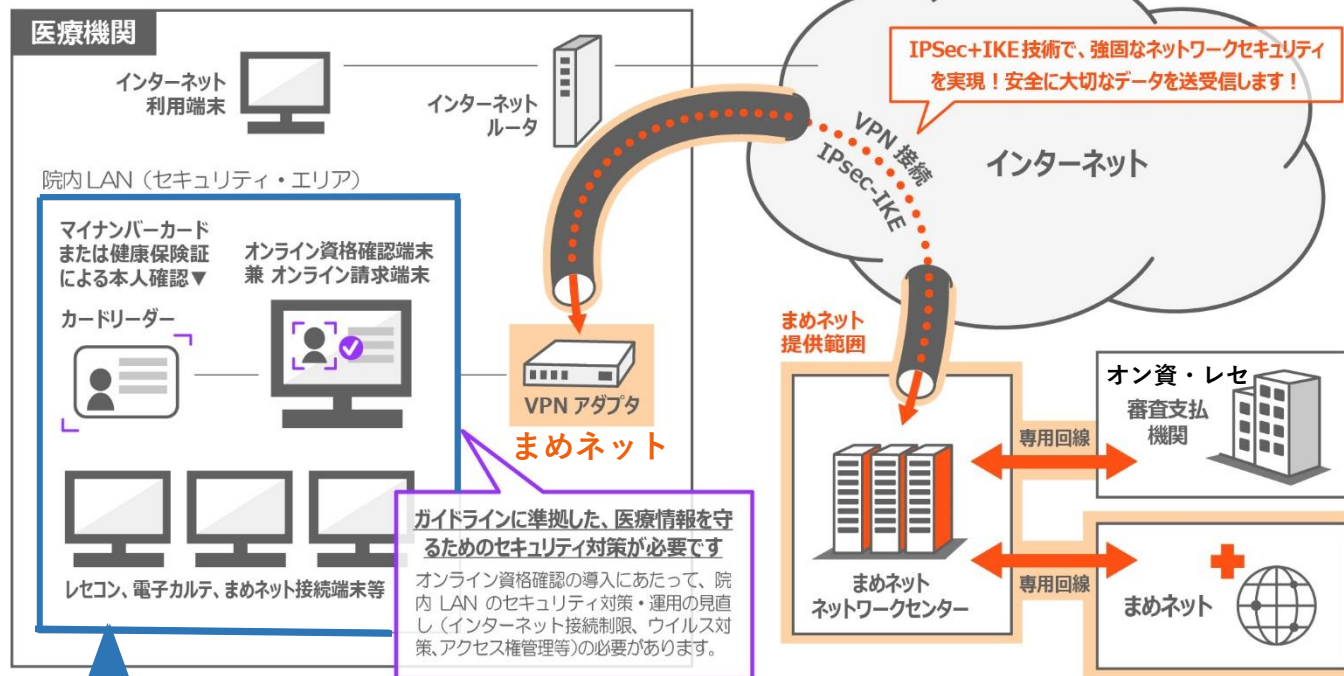 医療機関
インターネット
利用端末
インターネット
ルータ
IPSec+IKE技術で、強固なネットワークセキュリティ
を実現！安全に大切なデータを送受信します！
VPN 接続
IPsec-IKE
インターネット
院内 LAN（セキュリティ・エリア）
マイナンバーカード
または健康保険証
による本人確認▼
カードリーダー
オンライン資格確認端末
兼 オンライン請求端末
VPN アダプタ
まめネット
レセコン、電子カルテ、まめネット接続端末等
ガイドラインに準拠した、医療情報を守
るためのセキュリティ対策が必要です
オンライン資格確認の導入にあたって、院
内 LAN のセキュリティ対策・運用の見直
し（インターネット接続制限、ウイルス対
策、アクセス権管理等）の必要があります。
まめネット
提供範囲
まめネット
ネットワークセンター
専用回線
オン資・レセ
審査支払
機関
専用回線
まめネット